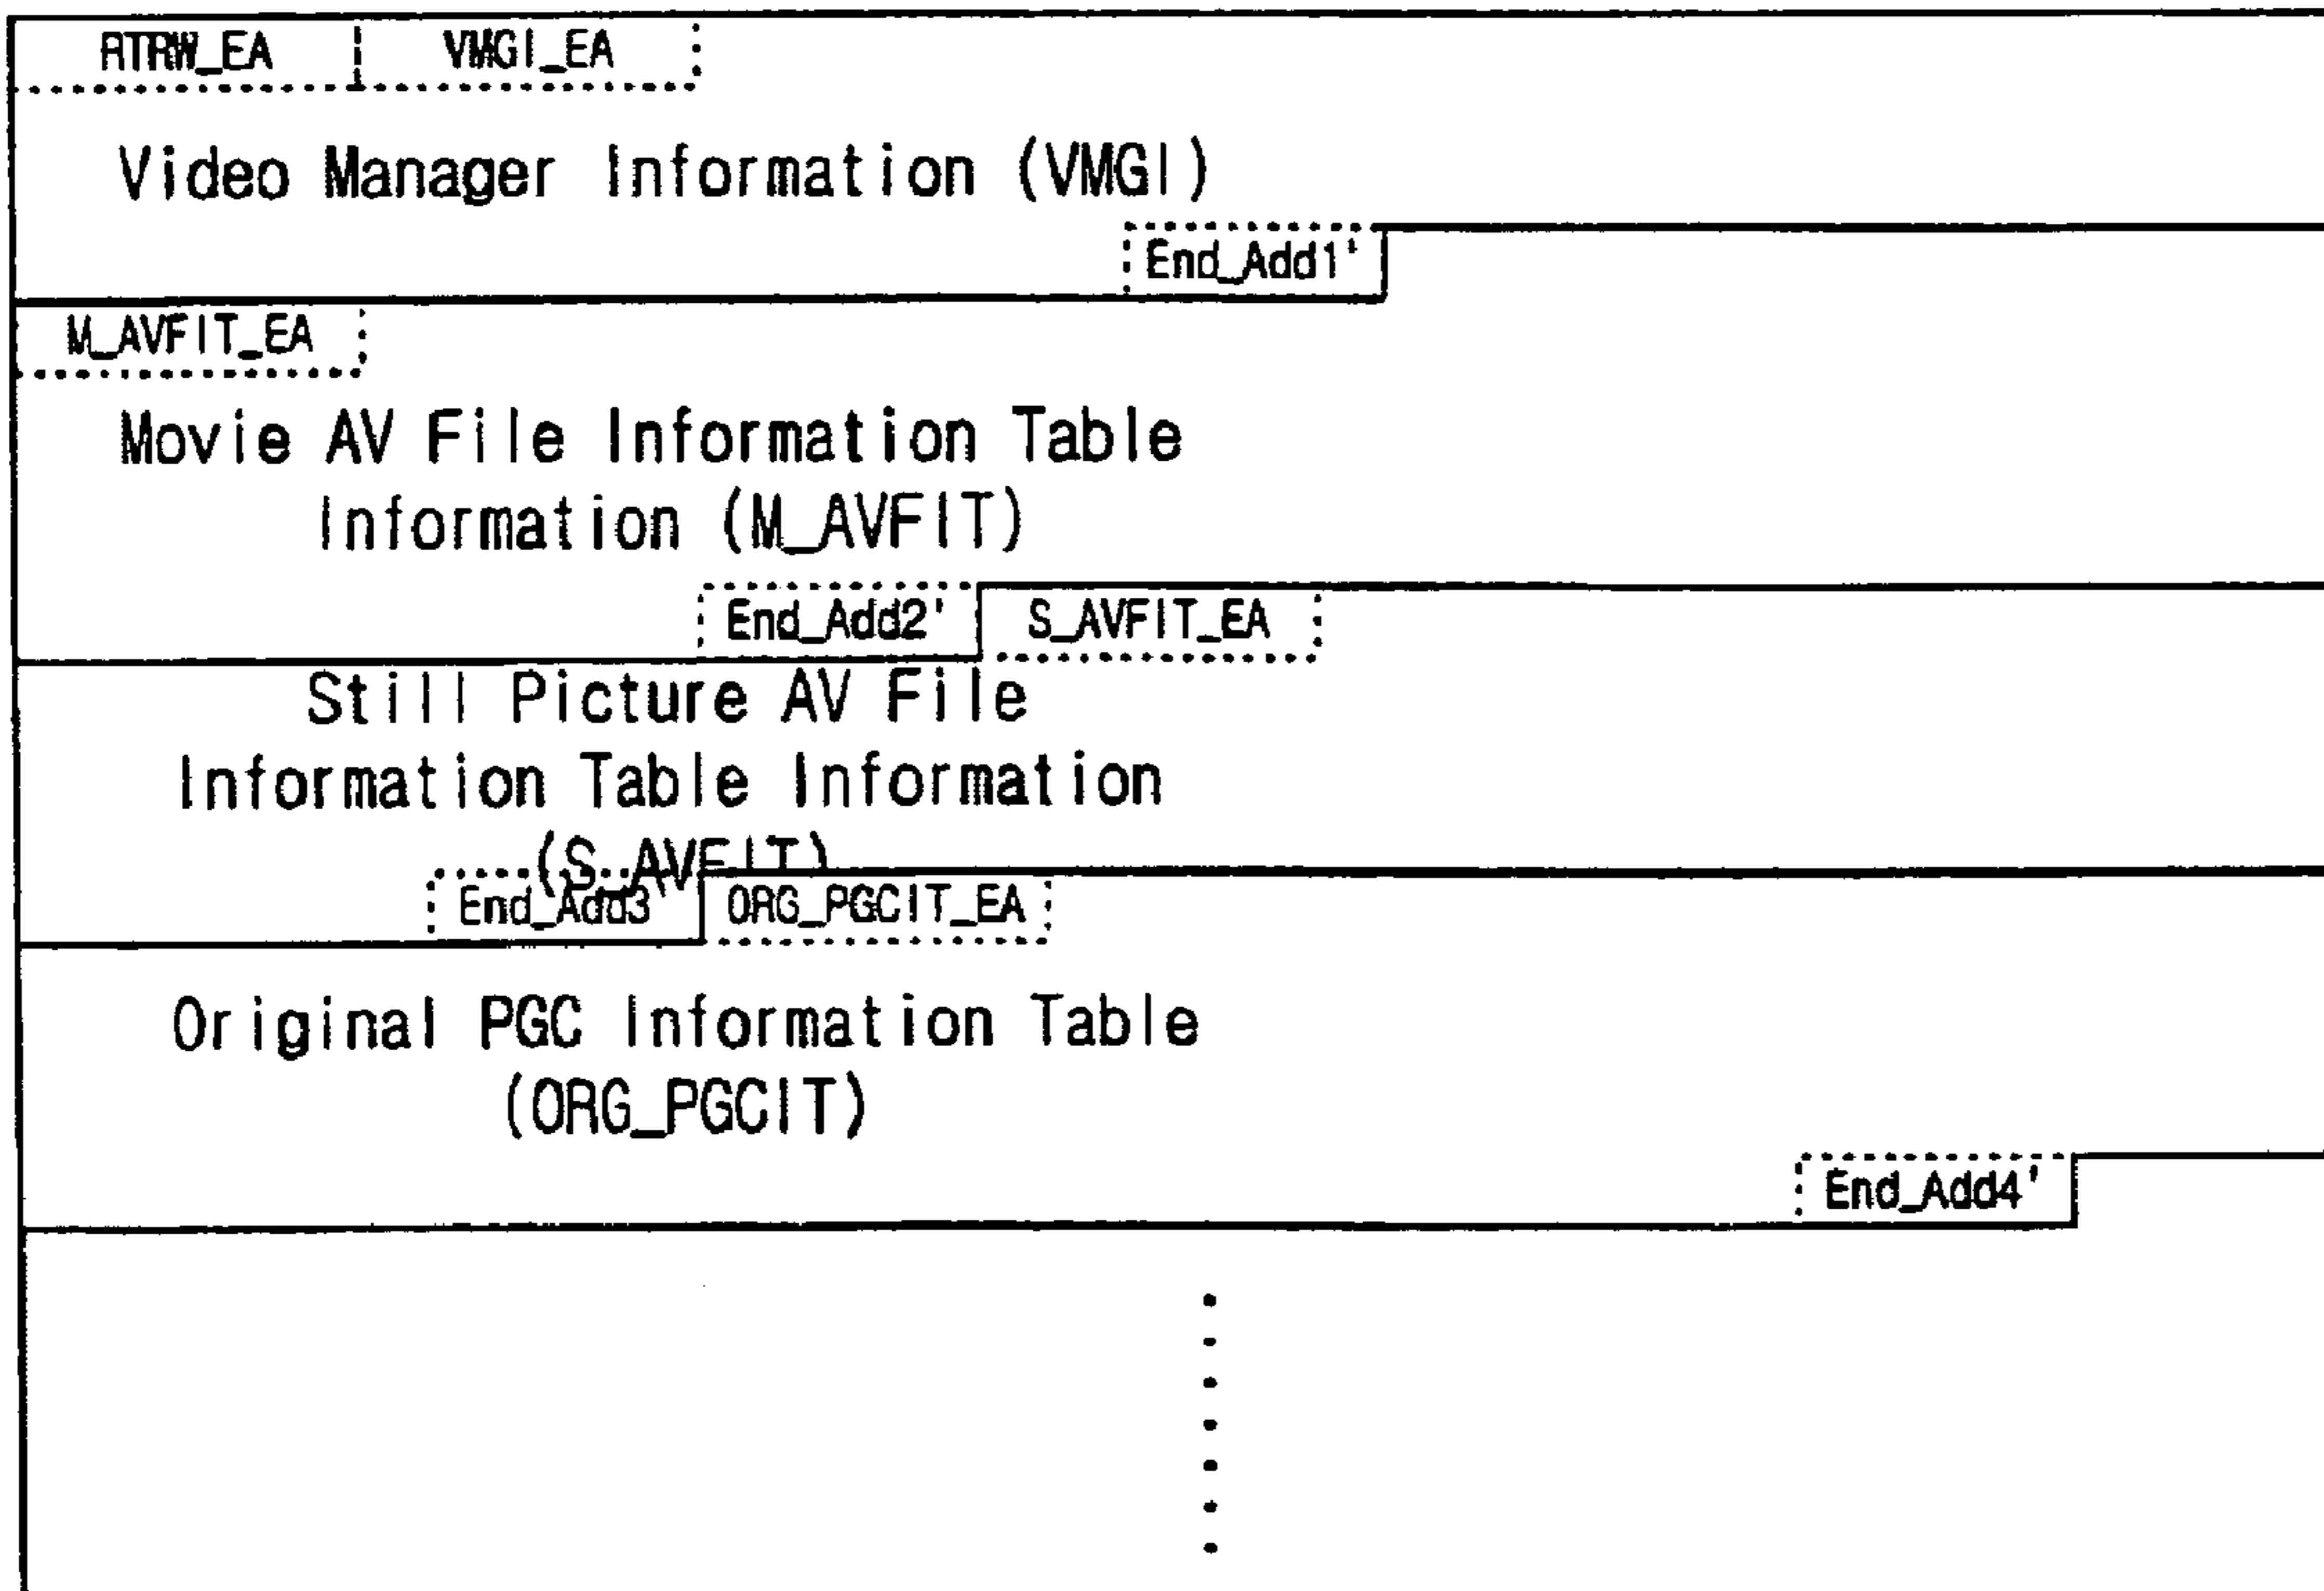 RTRW_EA VMGI_EA
Video Manager Information (VMGI)
End_Add1'
M_AVFIT_EA
Movie AV File Information Table
Information (M_AVFIT)
End_Add2' S_AVFIT_EA
Still Picture AV File
Information Table Information
(S_AVFIT)
End_Add3' ORG_PGCIT_EA
Original PGC Information Table
(ORG_PGCIT)
End_Add4'